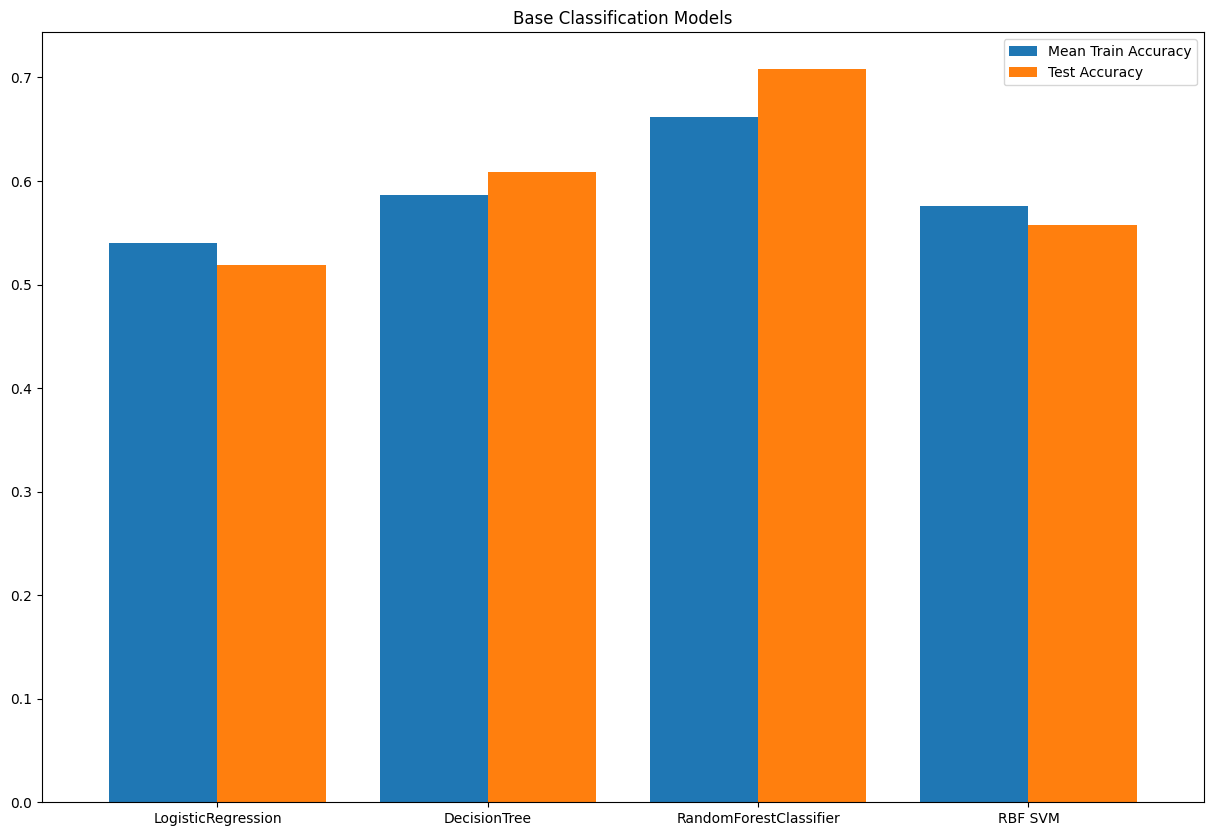 Base Classification Models
Mean Train Accuracy
Test Accuracy
0.7
0.6
0.5
0.4
0.3
0.2
0.1
0.0
LogisticRegression DecisionTree RandomForestClassifier RBF SVM